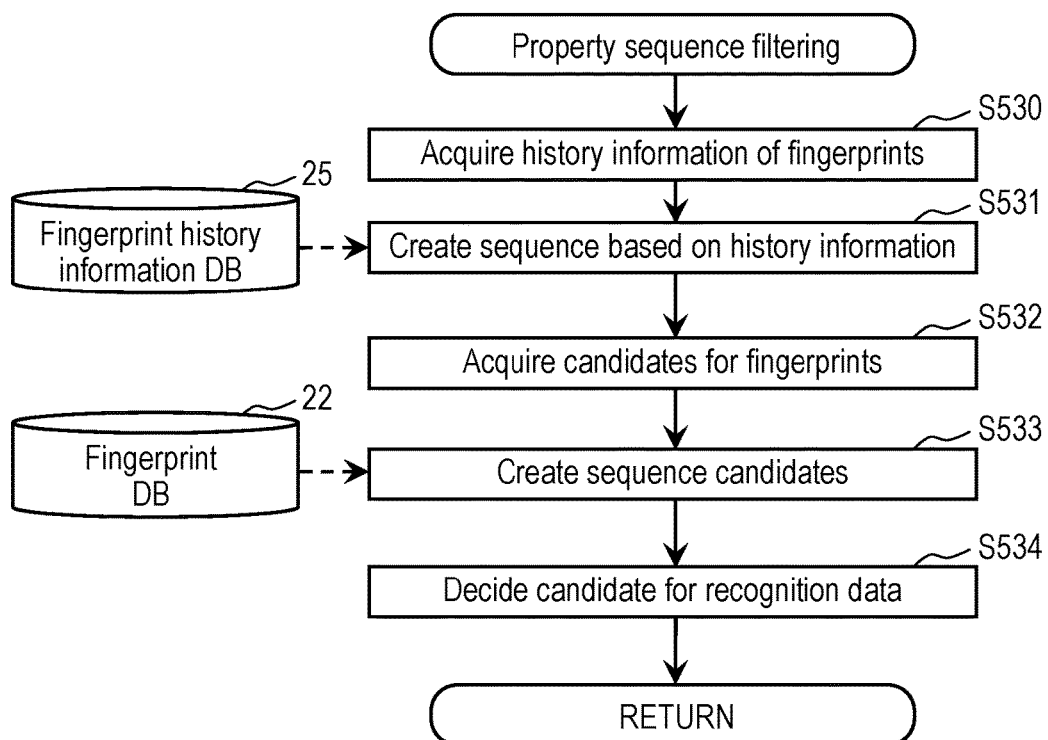 Property sequence filtering
S530
Acquire history information of fingerprints
25
S531
Fingerprint history
information DB
Create sequence based on history information
S532
Acquire candidates for fingerprints
22
S533
Fingerprint
DB
Create sequence candidates
S534
Decide candidate for recognition data
RETURN